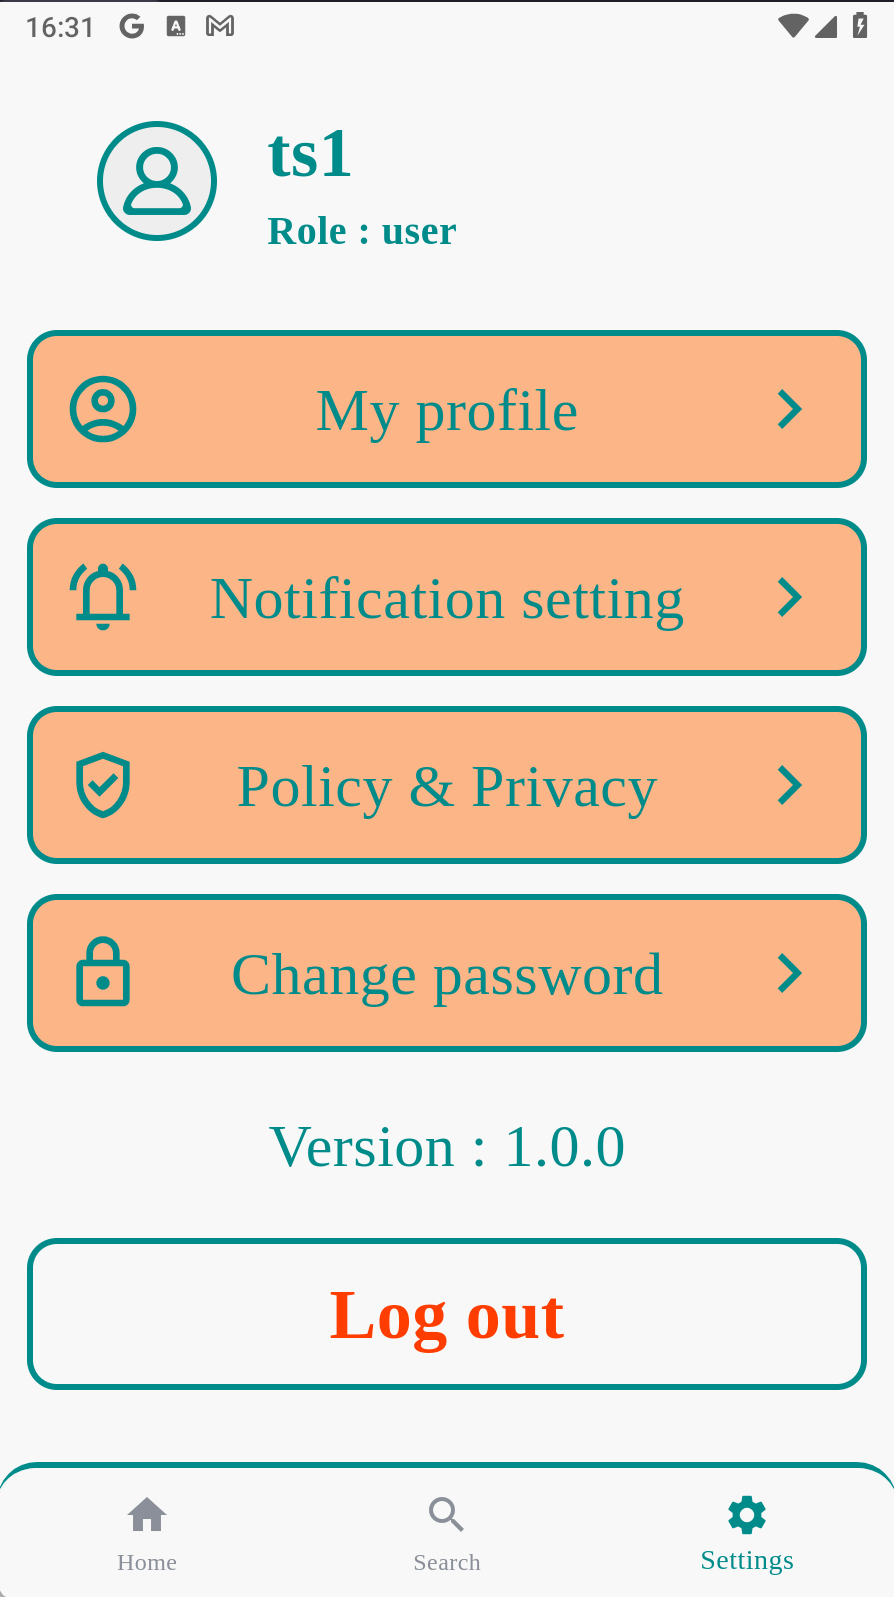 16:31
ts1
Role : user
My profile
Notification setting
Policy & Privacy
Change password
Version : 1.0.0
Log out
Home
Search
Settings